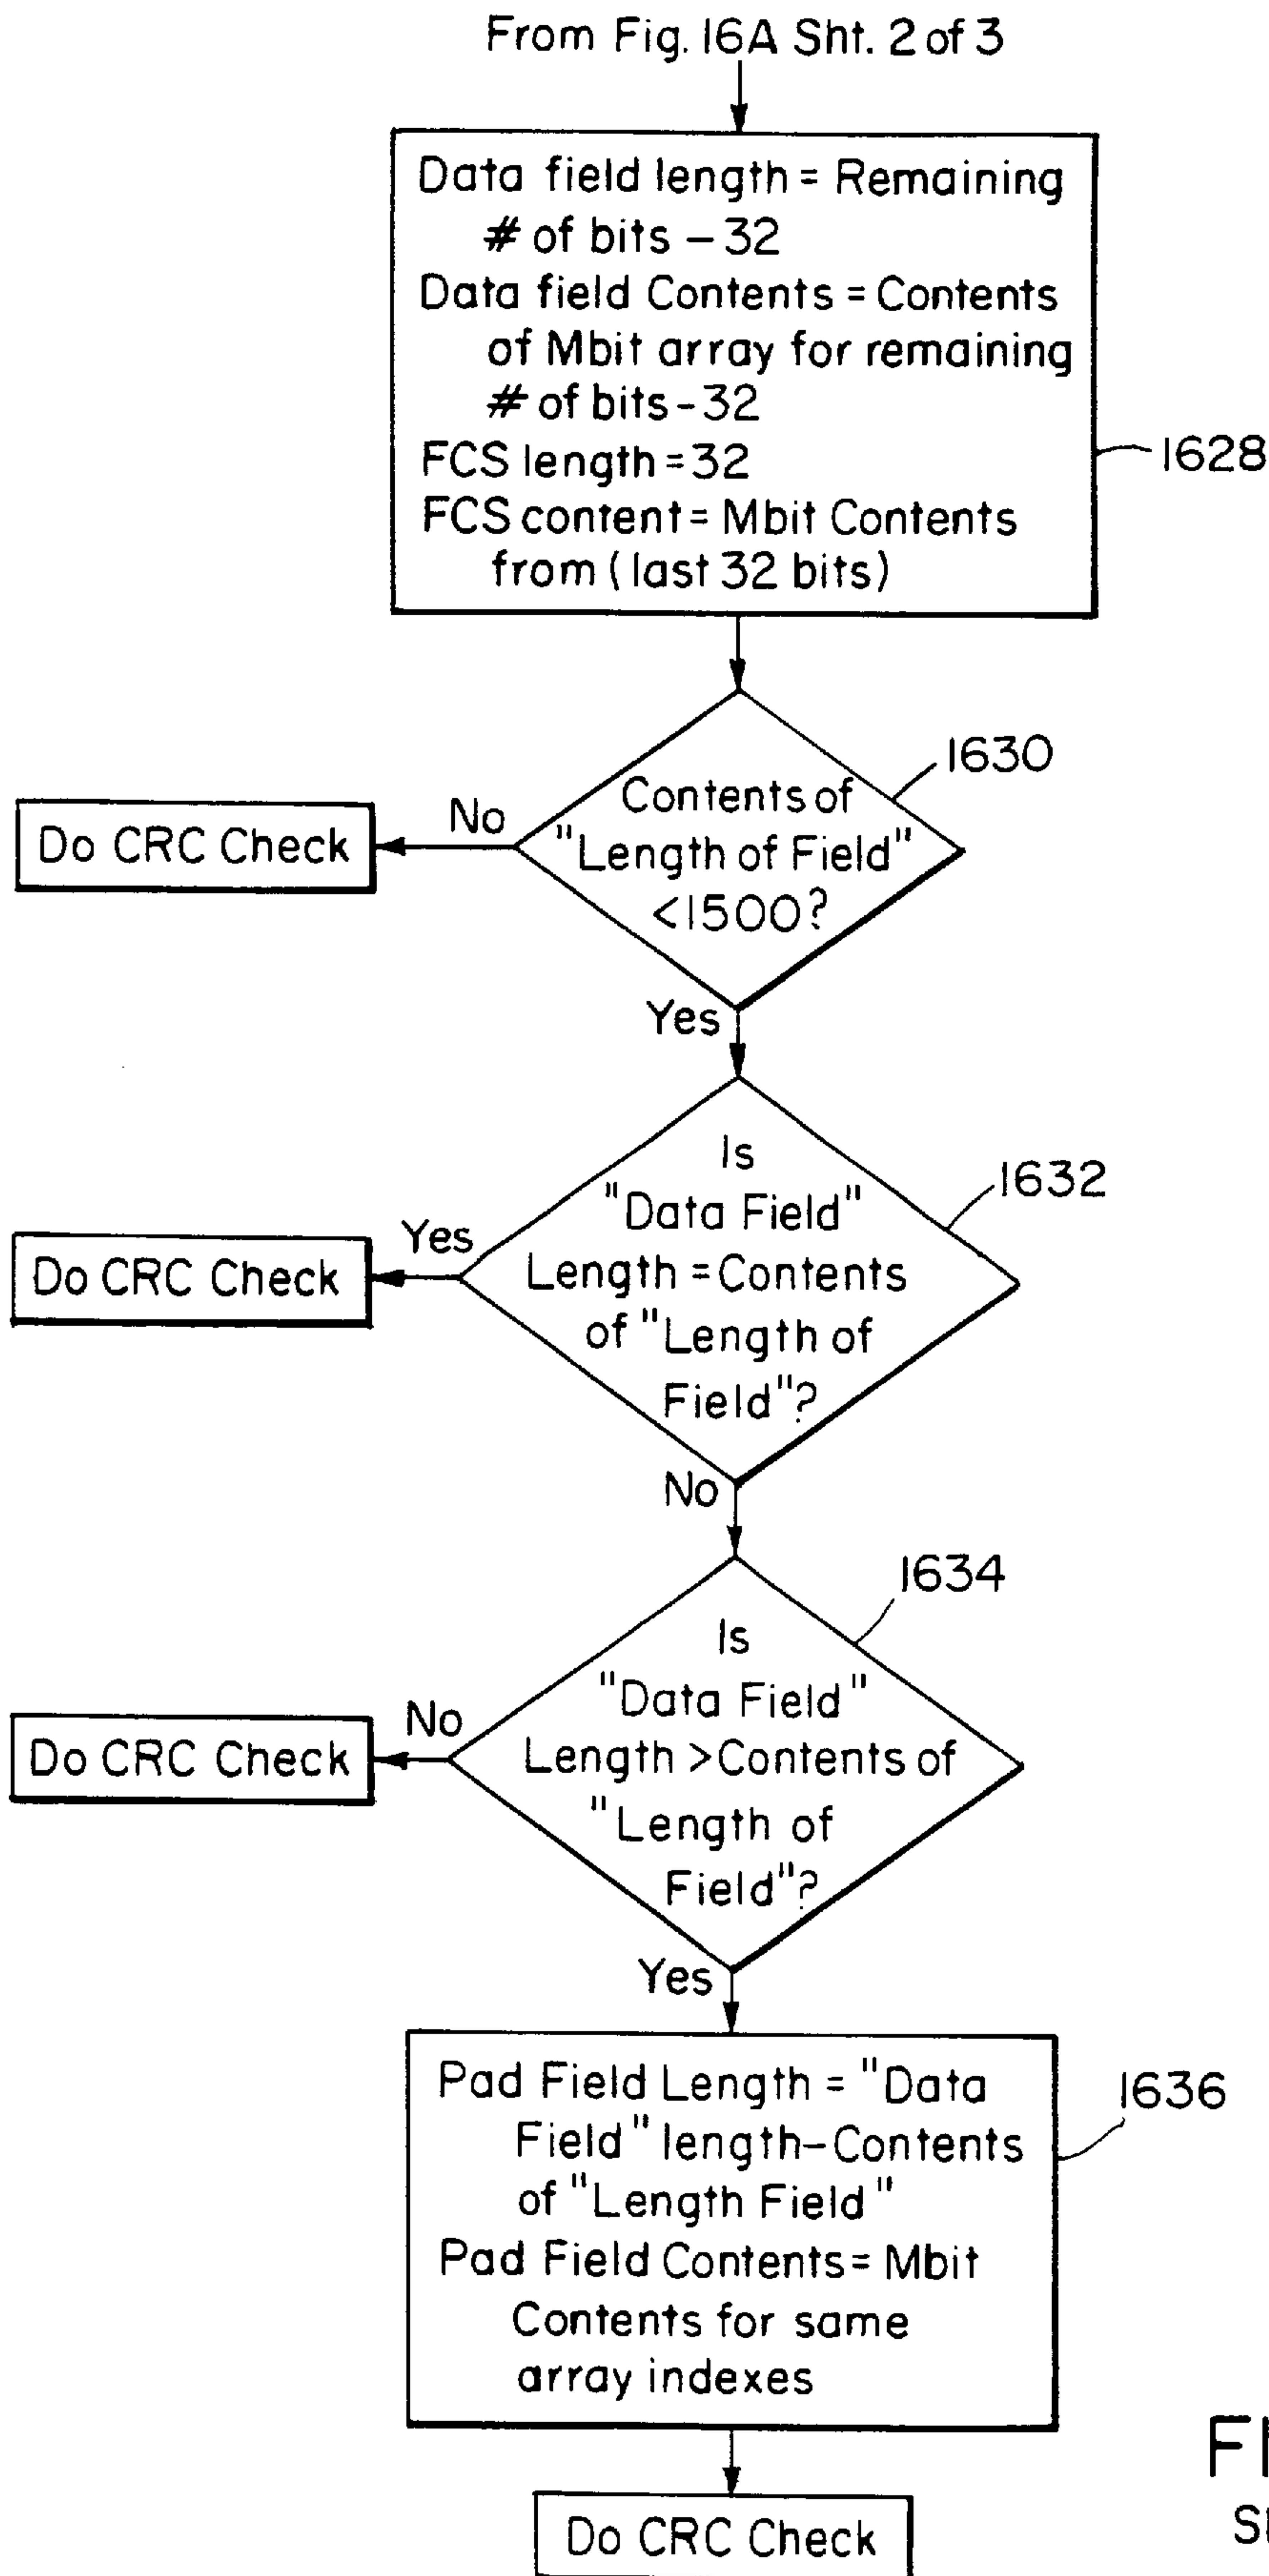 From Fig. 16A Sht. 2 of 3
Data field length = Remaining
# of bits - 32
Data field Contents = Contents
of Mbit array for remaining
# of bits - 32
FCS length = 32
FCS content = Mbit Contents
from (last 32 bits)
1628
1630
Contents of
"Length of Field"
<1500?
No
Do CRC Check
Yes
1632
Is
"Data Field"
Length = Contents
of "Length of
Field"?
Yes
Do CRC Check
No
1634
Is
"Data Field"
Length > Contents of
"Length of
Field"?
No
Do CRC Check
Yes
Pad Field Length = "Data
Field" length - Contents
of "Length Field"
Pad Field Contents = Mbit
Contents for same
array indexes
1636
Do CRC Check